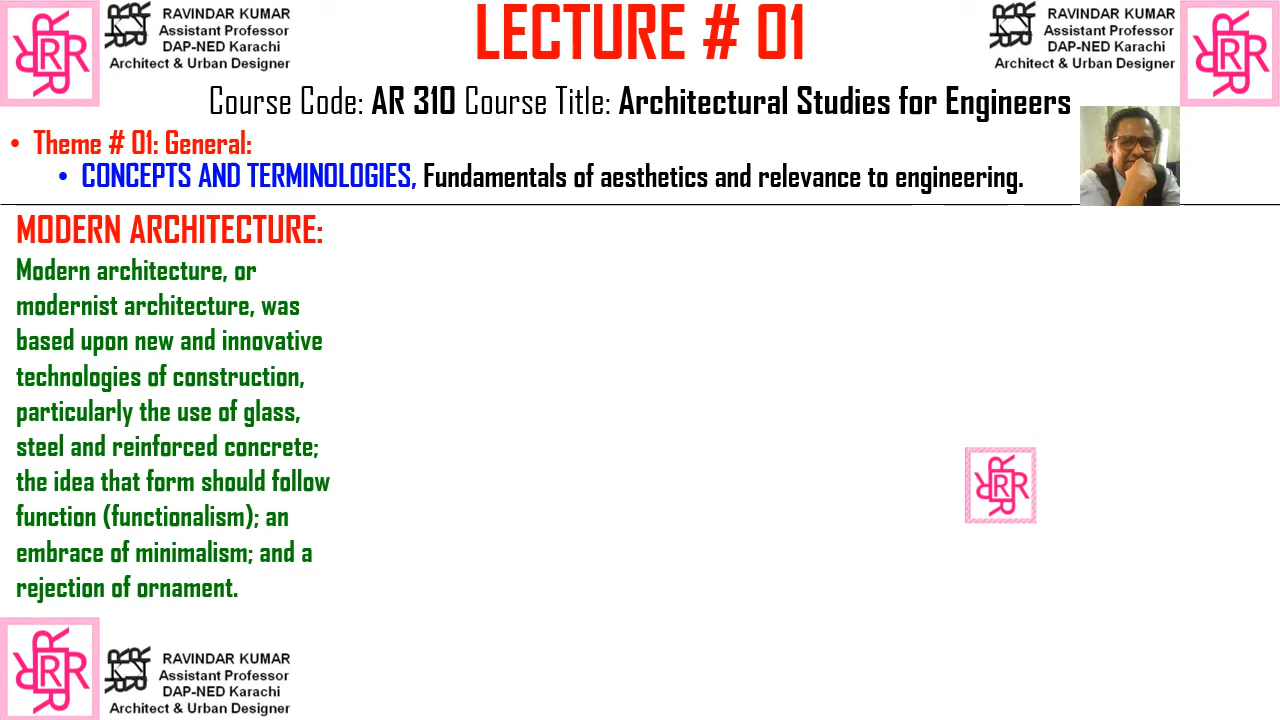 RAVINDAR KUMAR
Assistant Professor
DAP-NED Karachi
Architect & Urban Designer
LECTURE # 01
RAVINDAR KUMAR
Assistant Professor
DAP-NED Karachi
Architect & Urban Designer
Course Code: AR 310 Course Title: Architectural Studies for Engineers
• Theme # 01: General:
• CONCEPTS AND TERMINOLOGIES, Fundamentals of aesthetics and relevance to engineering.
MODERN ARCHITECTURE:
Modern architecture, or
modernist architecture, was
based upon new and innovative
technologies of construction,
particularly the use of glass,
steel and reinforced concrete;
the idea that form should follow
function (functionalism); an
embrace of minimalism; and a
rejection of ornament.
RAVINDAR KUMAR
Assistant Professor
DAP-NED Karachi
Architect & Urban Designer